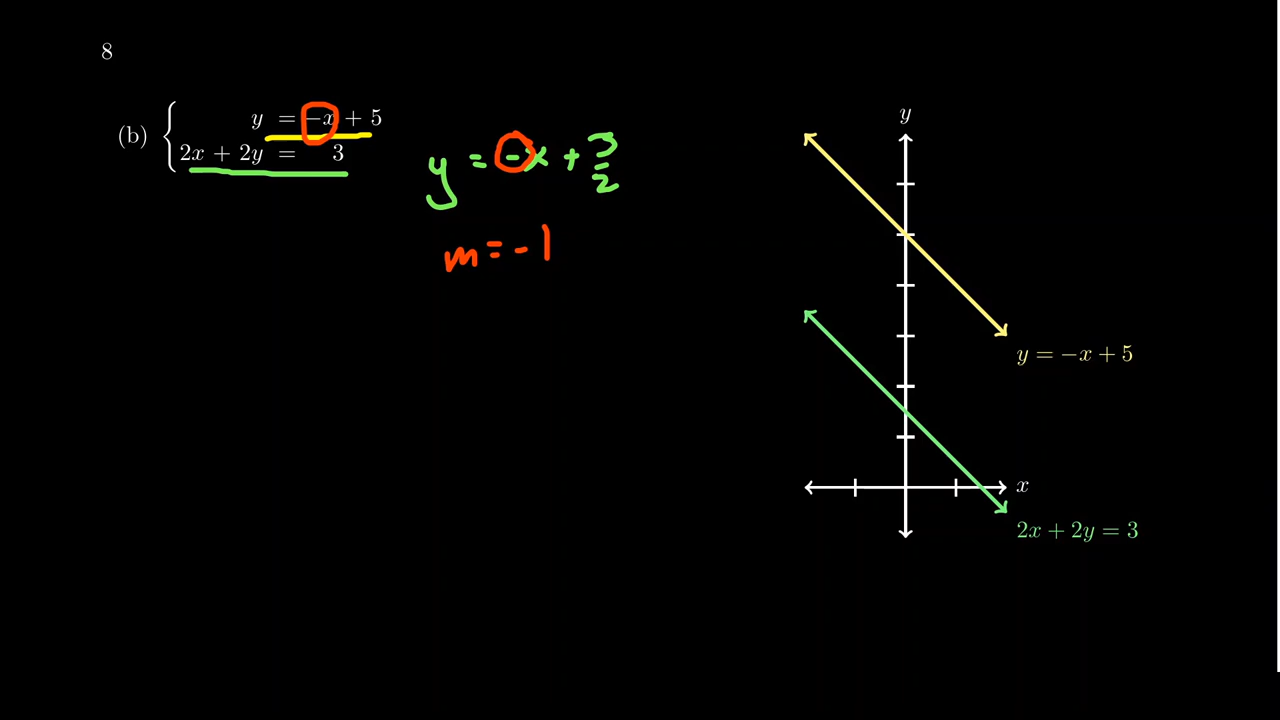 8
(b) { y = −x + 5
2x + 2y = 3
y = -x + 3/2
m = -1
y
x
y = −x + 5
2x + 2y = 3